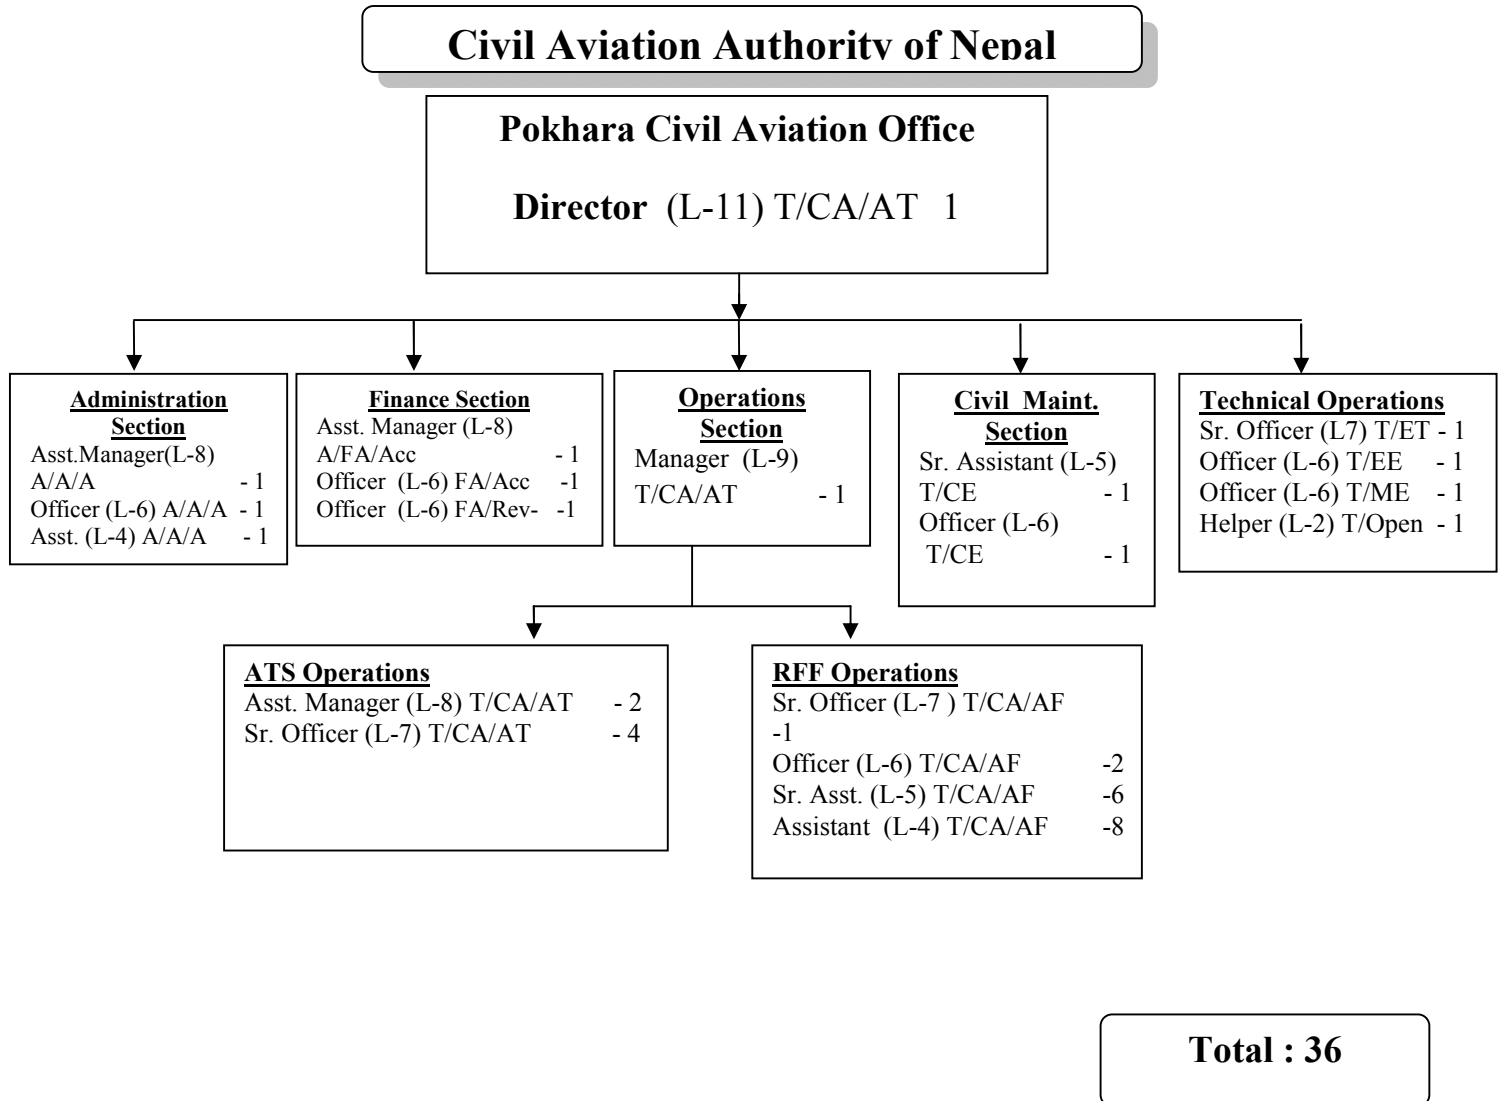 Civil Aviation Authority of Nepal
Pokhara Civil Aviation Office
Director (L-11) T/CA/AT 1
Administration
Section
Asst.Manager(L-8)
A/A/A - 1
Officer (L-6) A/A/A - 1
Asst. (L-4) A/A/A - 1
Finance Section
Asst. Manager (L-8)
A/FA/Acc - 1
Officer (L-6) FA/Acc -1
Officer (L-6) FA/Rev- -1
Operations
Section
Manager (L-9)
T/CA/AT - 1
Civil Maint.
Section
Sr. Assistant (L-5)
T/CE - 1
Officer (L-6)
T/CE - 1
Technical Operations
Sr. Officer (L7) T/ET - 1
Officer (L-6) T/EE - 1
Officer (L-6) T/ME - 1
Helper (L-2) T/Open - 1
ATS Operations
Asst. Manager (L-8) T/CA/AT - 2
Sr. Officer (L-7) T/CA/AT - 4
RFF Operations
Sr. Officer (L-7 ) T/CA/AF
-1
Officer (L-6) T/CA/AF -2
Sr. Asst. (L-5) T/CA/AF -6
Assistant (L-4) T/CA/AF -8
Total : 36